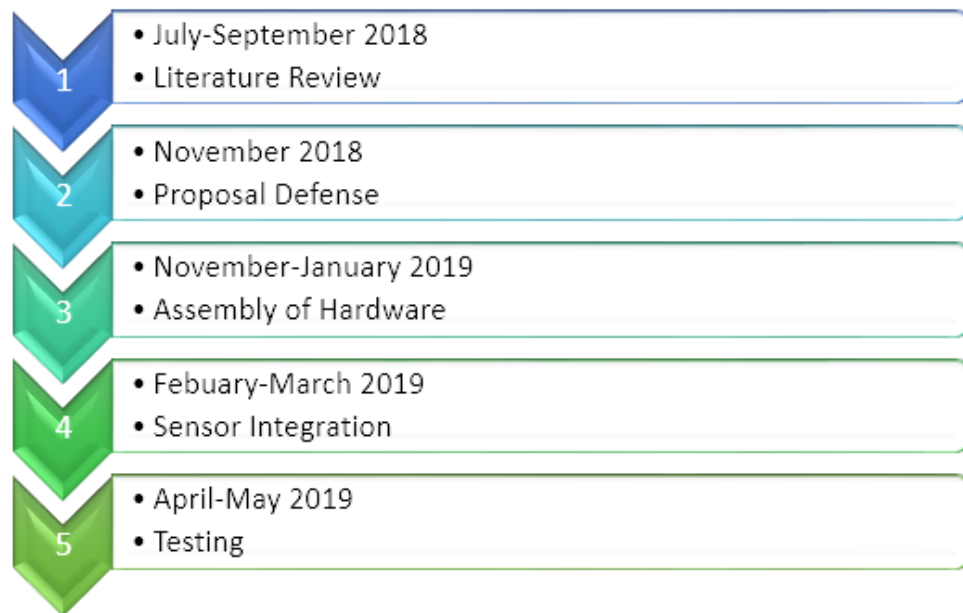 1
• July-September 2018
• Literature Review
2
• November 2018
• Proposal Defense
3
• November-January 2019
• Assembly of Hardware
4
• Febuary-March 2019
• Sensor Integration
5
• April-May 2019
• Testing